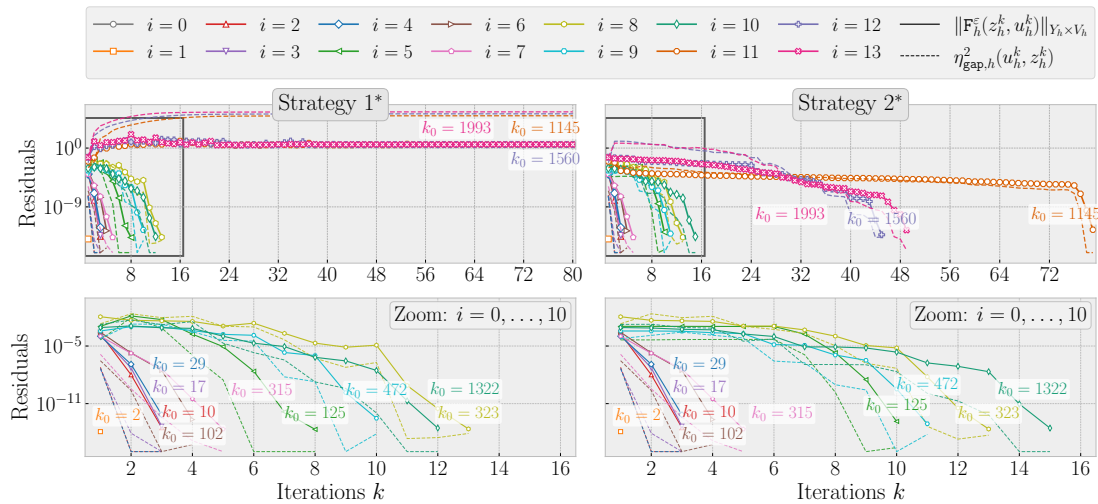 i = 0 i = 2 i = 4 i = 6 i = 8 i = 10 i = 12 ‖F_h^ε(z_h^k, u_h^k)‖_{Y_h×V_h}
i = 1 i = 3 i = 5 i = 7 i = 9 i = 11 i = 13 η²_{gap,h}(u_h^k, z_h^k)
Strategy 1*
Residuals
10^0
10^{-9}
k_0 = 1993
k_0 = 1145
k_0 = 1560
8 16 24 32 40 48 56 64 72 80
Strategy 2*
k_0 = 1993
k_0 = 1560
k_0 = 1145
8 16 24 32 40 48 56 64 72
Residuals
10^{-5}
10^{-11}
Zoom: i = 0, ..., 10
k_0 = 29
k_0 = 17
k_0 = 315
k_0 = 472
k_0 = 1322
k_0 = 2
k_0 = 10
k_0 = 125
k_0 = 323
k_0 = 102
2 4 6 8 10 12 14 16
Iterations k
Zoom: i = 0, ..., 10
k_0 = 29
k_0 = 17
k_0 = 472
k_0 = 1322
k_0 = 2
k_0 = 10
k_0 = 315
k_0 = 125
k_0 = 323
k_0 = 102
2 4 6 8 10 12 14 16
Iterations k